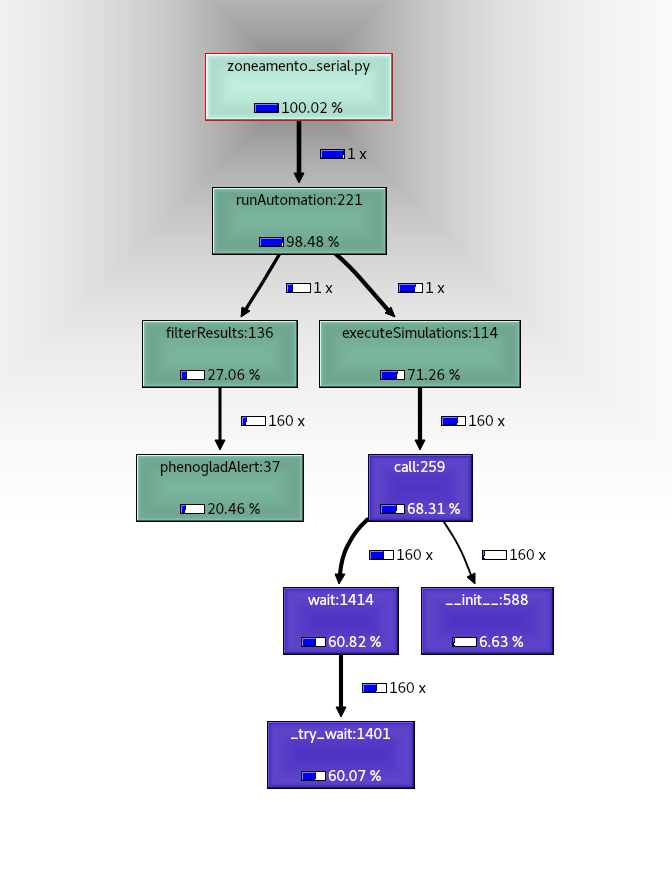 zoneamento_serial.py
100.02 %
1 x
runAutomation:221
98.48 %
1 x
1 x
filterResults:136
27.06 %
executeSimulations:114
71.26 %
160 x
160 x
phenogladAlert:37
20.46 %
call:259
68.31 %
160 x
160 x
wait:1414
60.82 %
__init__:588
6.63 %
160 x
_try_wait:1401
60.07 %